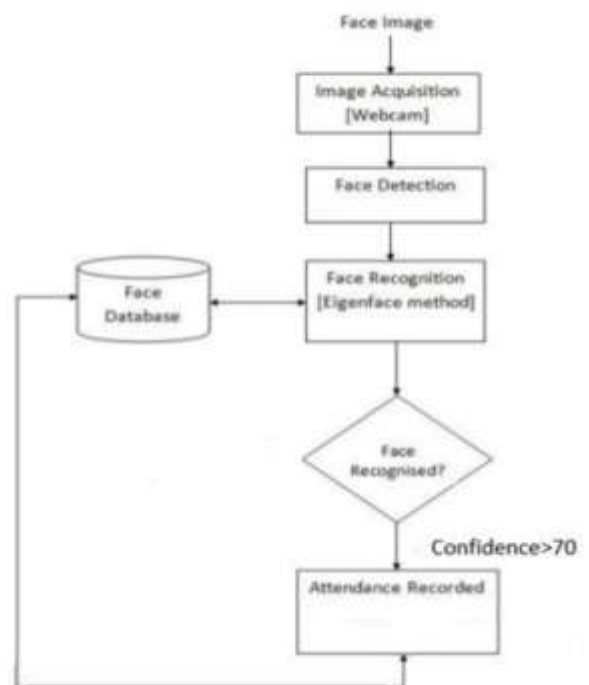 Face Image
Image Acquisition
[Webcam]
Face Detection
Face Recognition
[Eigenface method]
Face
Database
Face
Recognised?
Confidence>70
Attendance Recorded